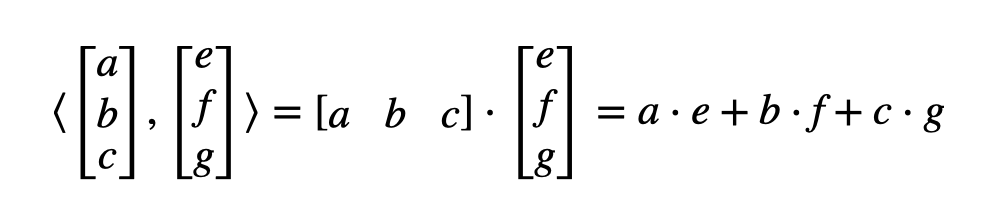 ⟨[a b c], [e f g]⟩ = [a b c] · [e f g] = a · e + b · f + c · g